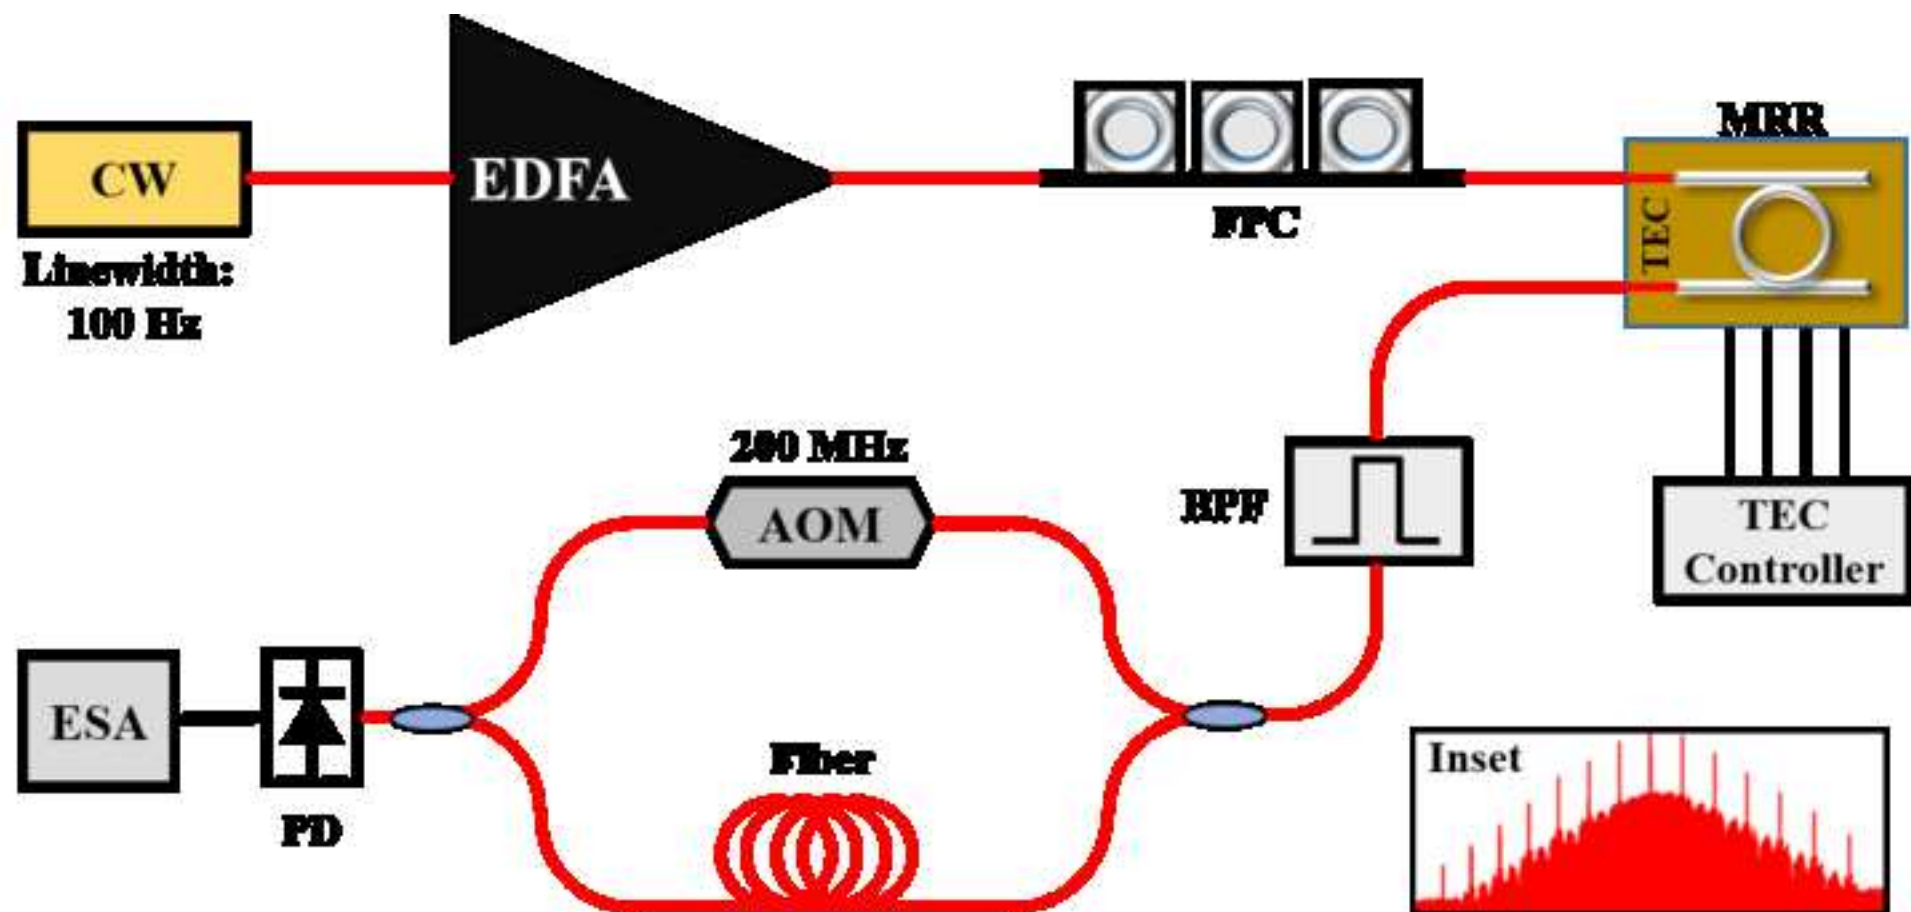 MRR
CW
EDFA
FPC
TEC
Linewidth:
100 Hz
200 MHz
AOM
BPF
TEC
Controller
ESA
PD
Fiber
Inset